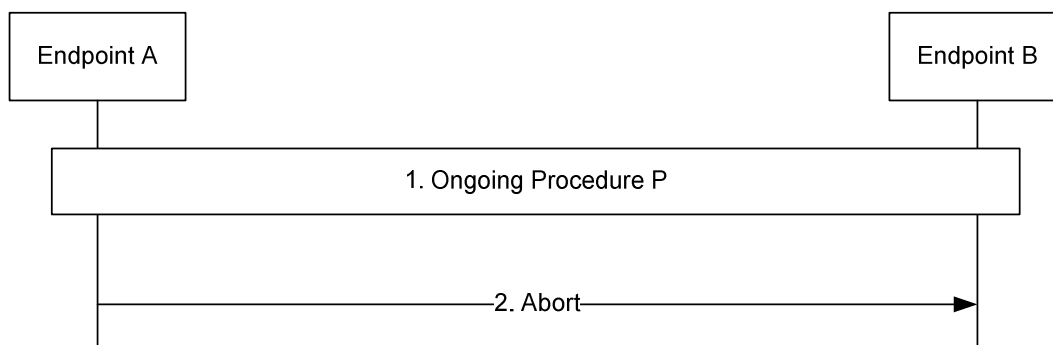 Endpoint A
Endpoint B
1. Ongoing Procedure P
2. Abort